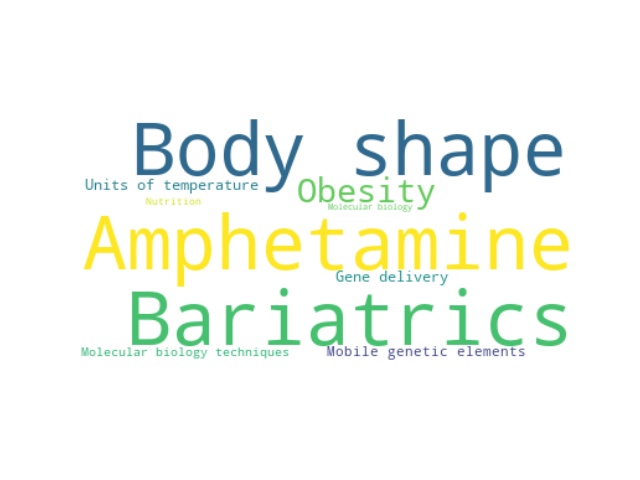 Body shape
Units of temperature
Obesity
Nutrition
Molecular biology
Amphetamine
Gene delivery
Bariatrics
Molecular biology techniques
Mobile genetic elements